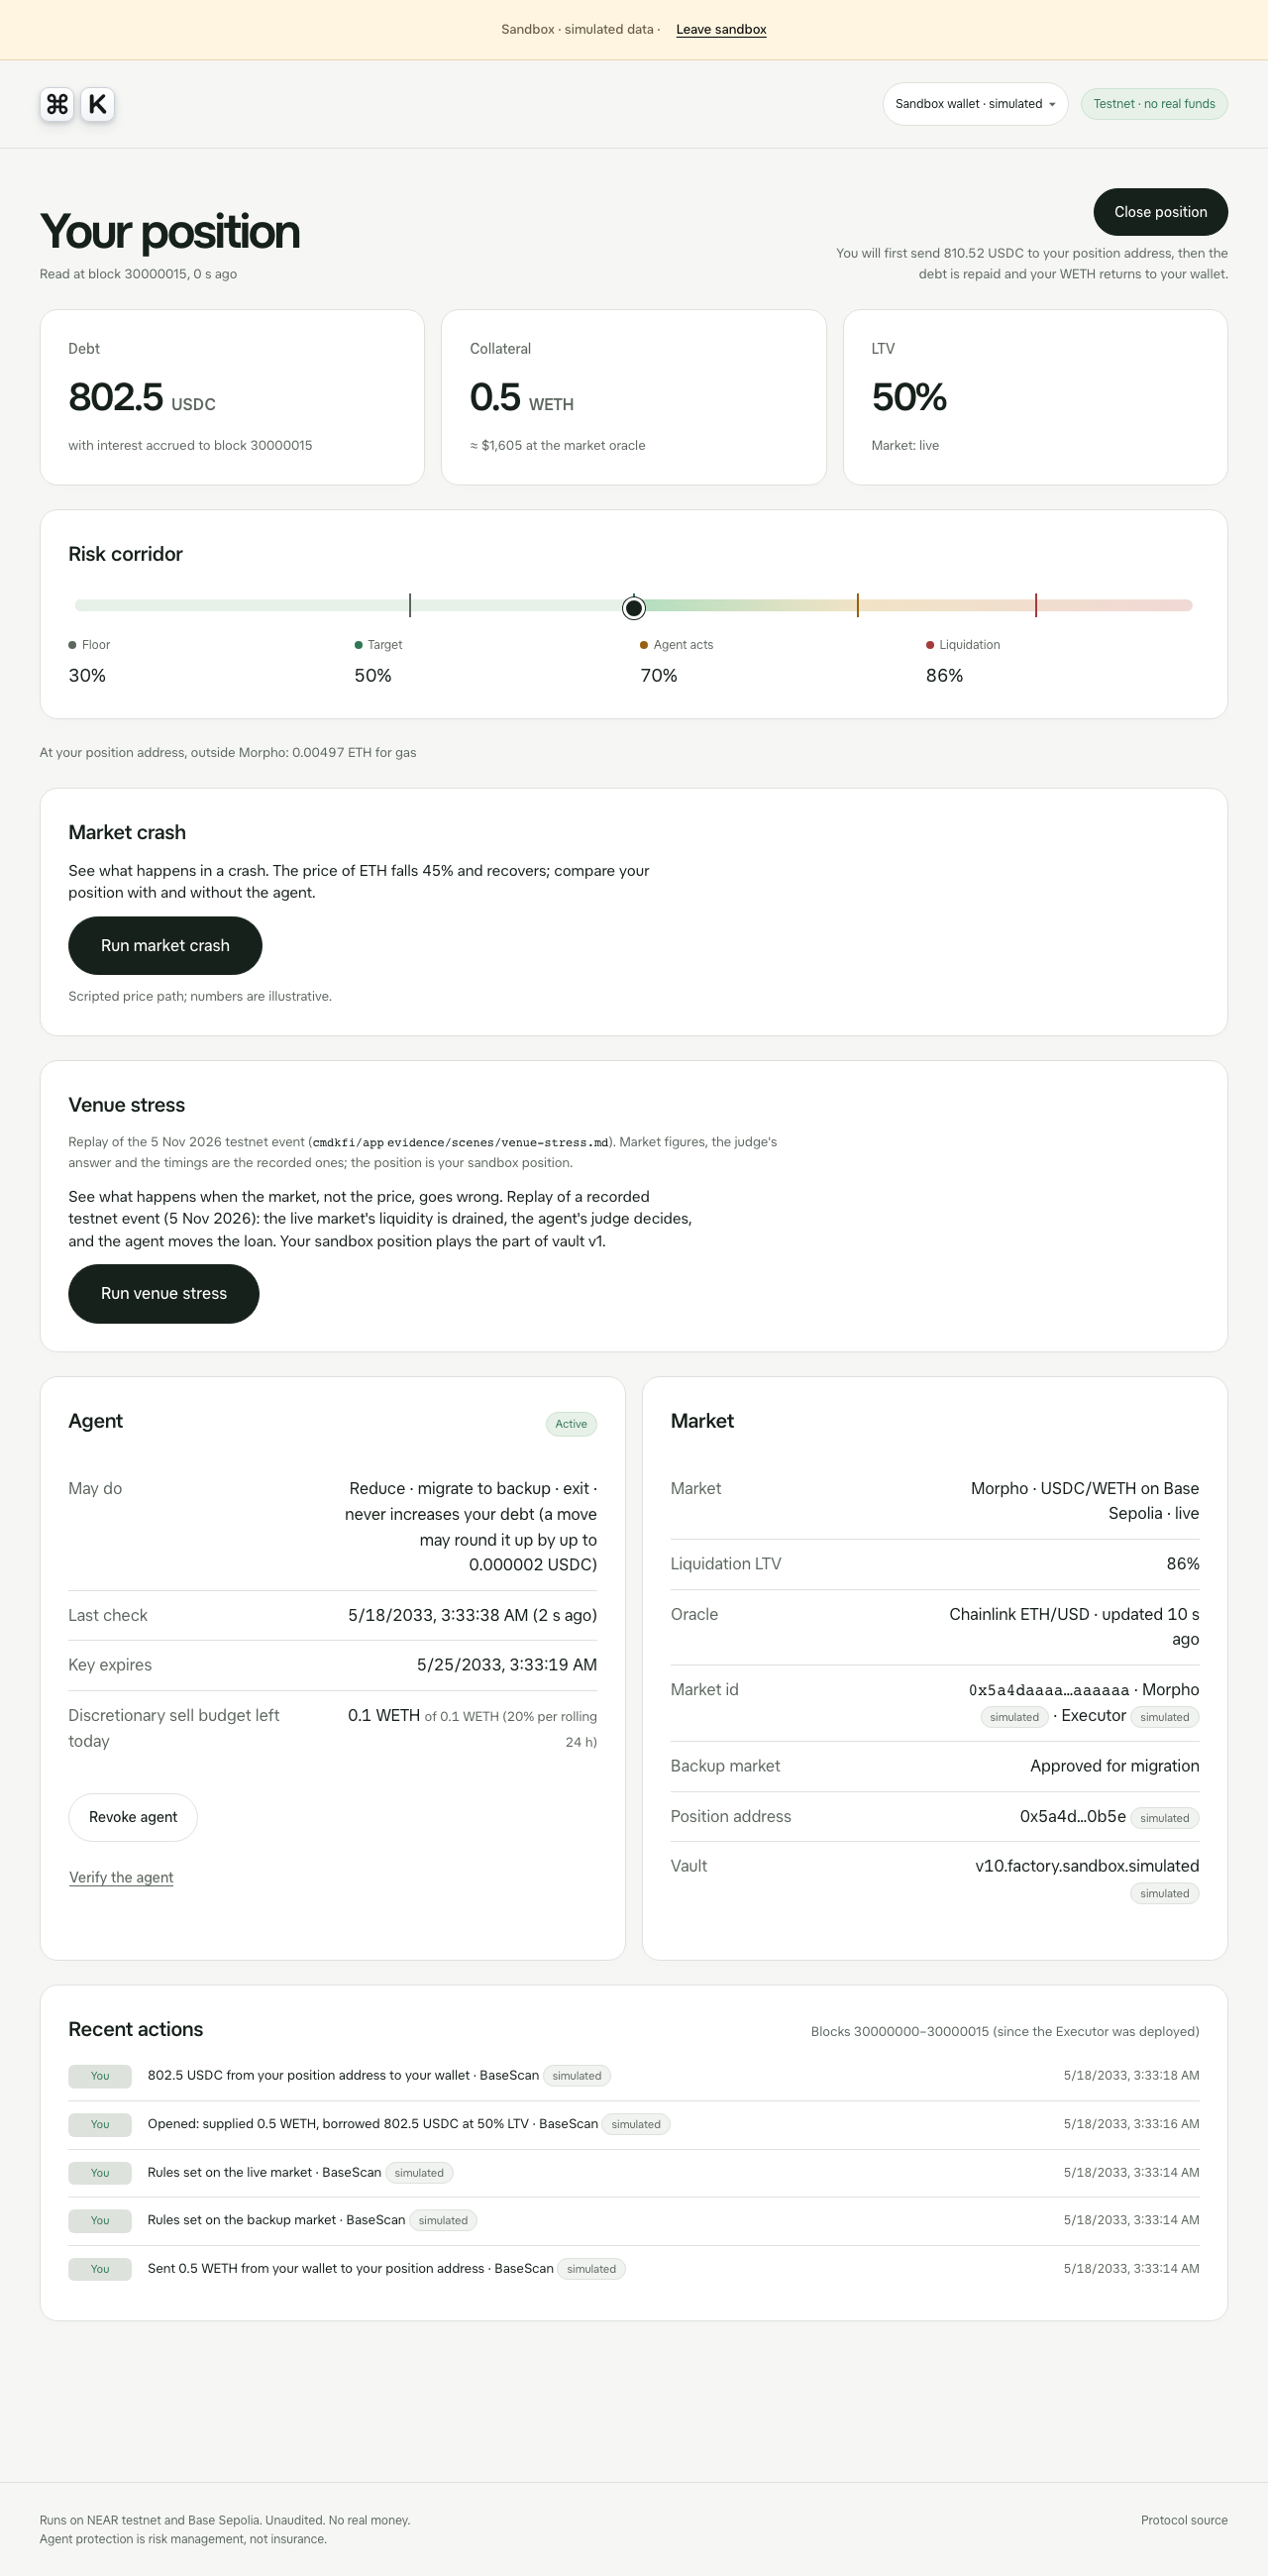 Sandbox · simulated data · Leave sandbox
⌘ K
Sandbox wallet · simulated
Testnet · no real funds
Your position
Read at block 30000015, 0 s ago
Close position
You will first send 810.52 USDC to your position address, then the
debt is repaid and your WETH returns to your wallet.
Debt
802.5 USDC
with interest accrued to block 30000015
Collateral
0.5 WETH
≈ $1,605 at the market oracle
LTV
50%
Market: live
Risk corridor
Floor
30%
Target
50%
Agent acts
70%
Liquidation
86%
At your position address, outside Morpho: 0.00497 ETH for gas
Market crash
See what happens in a crash. The price of ETH falls 45% and recovers; compare your
position with and without the agent.
Run market crash
Scripted price path; numbers are illustrative.
Venue stress
Replay of the 5 Nov 2026 testnet event (cmdkfi/app evidence/scenes/venue-stress.md). Market figures, the judge's
answer and the timings are the recorded ones; the position is your sandbox position.
See what happens when the market, not the price, goes wrong. Replay of a recorded
testnet event (5 Nov 2026): the live market's liquidity is drained, the agent's judge decides,
and the agent moves the loan. Your sandbox position plays the part of vault v1.
Run venue stress
Agent
Active
May do
Reduce · migrate to backup · exit ·
never increases your debt (a move
may round it up by up to
0.000002 USDC)
Last check
5/18/2033, 3:33:38 AM (2 s ago)
Key expires
5/25/2033, 3:33:19 AM
Discretionary sell budget left
today
0.1 WETH of 0.1 WETH (20% per rolling
24 h)
Revoke agent
Verify the agent
Market
Market
Morpho · USDC/WETH on Base
Sepolia · live
Liquidation LTV
86%
Oracle
Chainlink ETH/USD · updated 10 s
ago
Market id
0x5a4daaaa…aaaaaa · Morpho
simulated · Executor simulated
Backup market
Approved for migration
Position address
0x5a4d…0b5e simulated
Vault
v10.factory.sandbox.simulated
simulated
Recent actions
Blocks 30000000–30000015 (since the Executor was deployed)
You 802.5 USDC from your position address to your wallet · BaseScan simulated 5/18/2033, 3:33:18 AM
You Opened: supplied 0.5 WETH, borrowed 802.5 USDC at 50% LTV · BaseScan simulated 5/18/2033, 3:33:16 AM
You Rules set on the live market · BaseScan simulated 5/18/2033, 3:33:14 AM
You Rules set on the backup market · BaseScan simulated 5/18/2033, 3:33:14 AM
You Sent 0.5 WETH from your wallet to your position address · BaseScan simulated 5/18/2033, 3:33:14 AM
Runs on NEAR testnet and Base Sepolia. Unaudited. No real money.
Agent protection is risk management, not insurance.
Protocol source